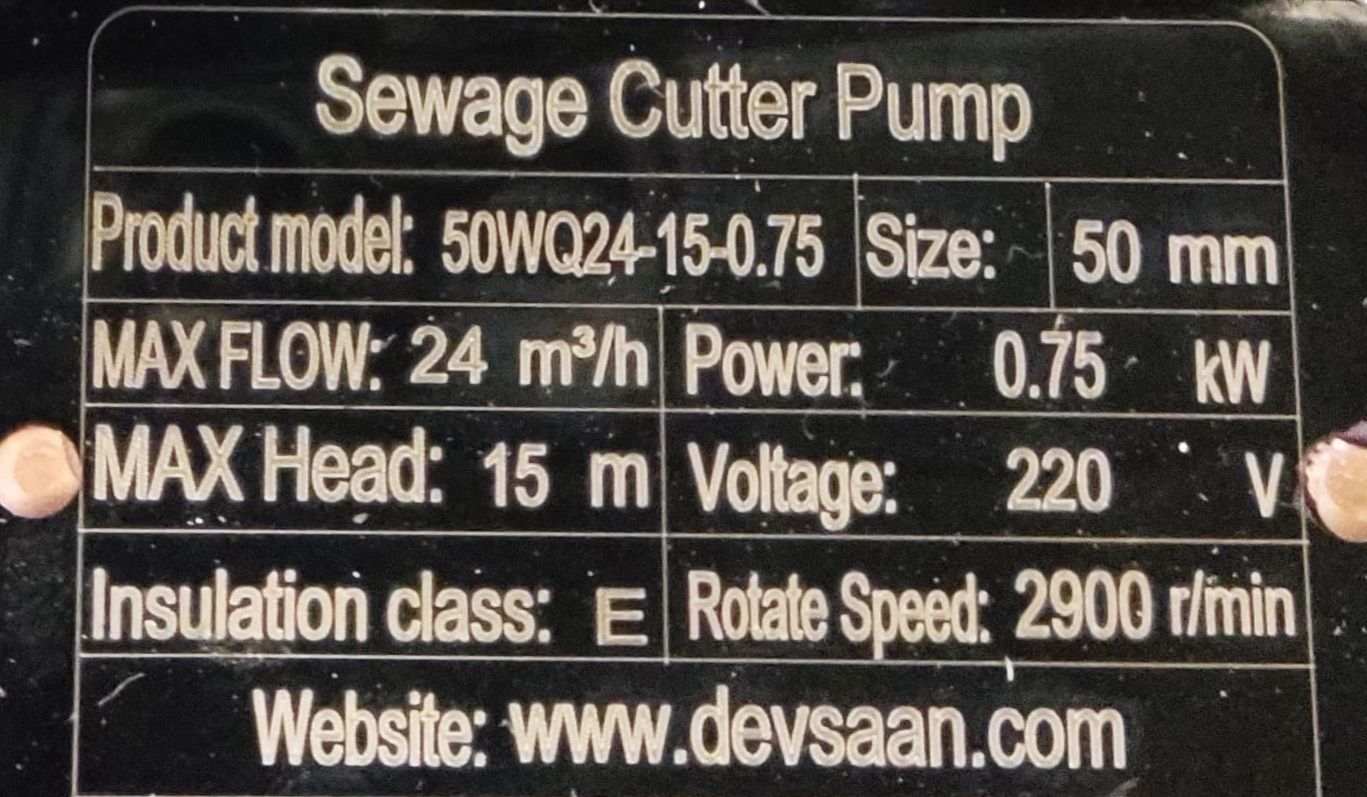 Sewage Cutter Pump
Product model: 50WQ24-15-0.75 Size: 50 mm
MAX FLOW: 24 m³/h Power: 0.75 kW
MAX Head: 15 m Voltage: 220 V
Insulation class: E Rotate Speed: 2900 r/min
Website: www.devsaan.com